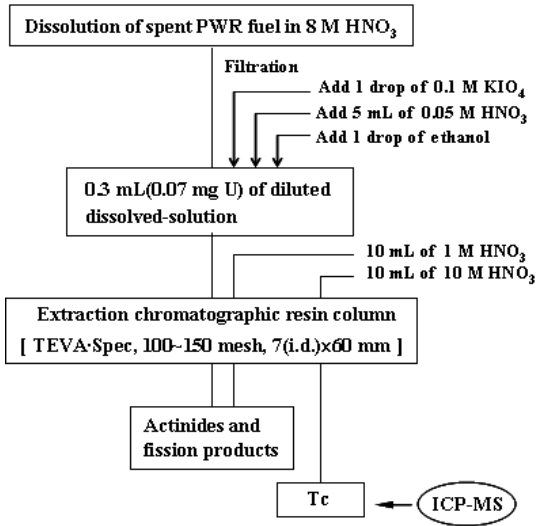 Dissolution of spent PWR fuel in 8 M HNO₃
Filtration
Add 1 drop of 0.1 M KIO₄
Add 5 mL of 0.05 M HNO₃
Add 1 drop of ethanol
0.3 mL(0.07 mg U) of diluted
dissolved-solution
10 mL of 1 M HNO₃
10 mL of 10 M HNO₃
Extraction chromatographic resin column
[ TEVA·Spec, 100~150 mesh, 7(i.d.)×60 mm ]
Actinides and
fission products
Tc
ICP-MS